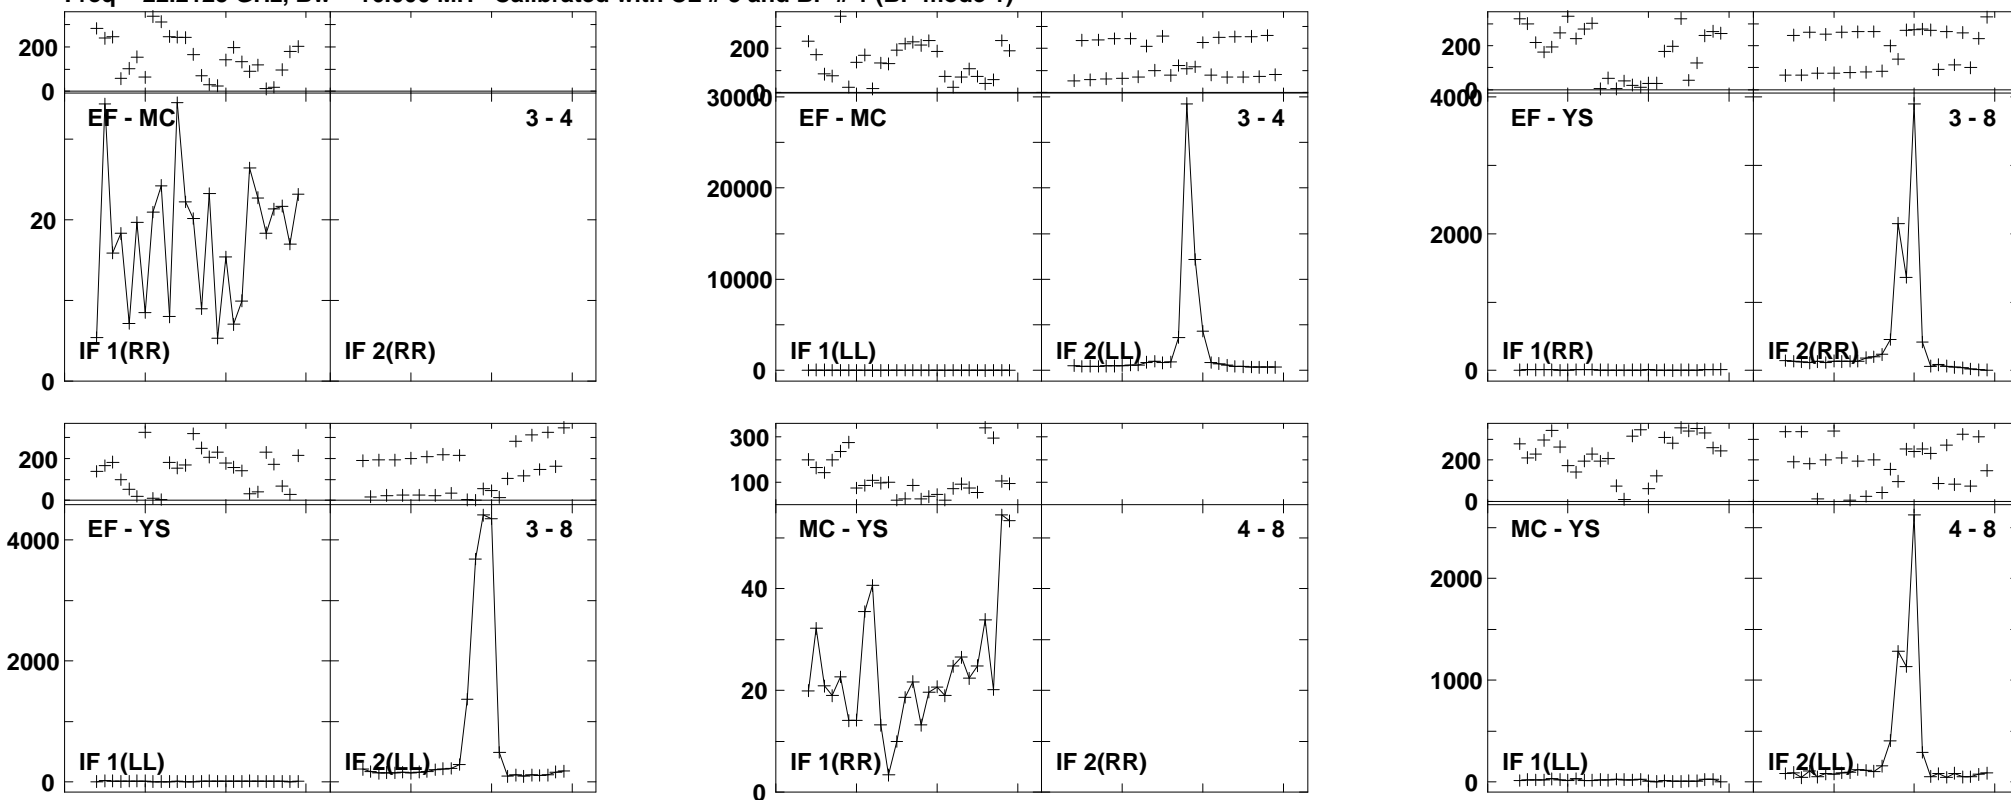 200
0
EF - MC
3 - 4
20
0
IF 1(RR)
IF 2(RR)
200
0
30000
20000
10000
0
EF - MC
3 - 4
IF 1(LL)
IF 2(LL)
200
0
4000
2000
0
EF - YS
3 - 8
IF 1(RR)
IF 2(RR)
200
0
4000
2000
0
EF - YS
3 - 8
IF 1(LL)
IF 2(LL)
300
100
40
20
0
MC - YS
4 - 8
IF 1(RR)
IF 2(RR)
200
0
2000
1000
0
MC - YS
4 - 8
IF 1(LL)
IF 2(LL)